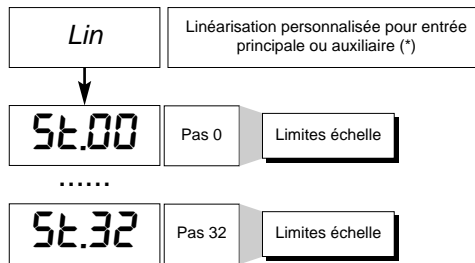 Lin
Linéarisation personnalisée pour entrée
principale ou auxiliaire (*)
St.00
Pas 0
Limites échelle
......
St.32
Pas 32
Limites échelle